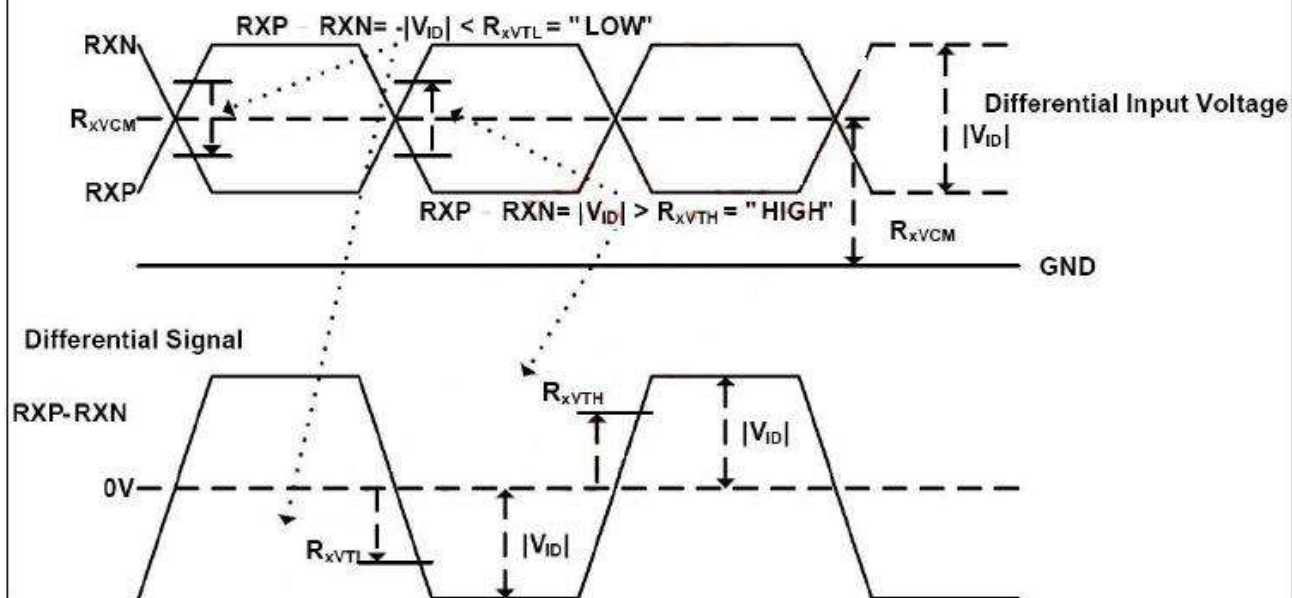 RXP - RXN= -|VID| < RxVTL = "LOW"
RXN
RxVCM
Differential Input Voltage
|VID|
RXP
RXP - RXN= |VID| > RxVTH = "HIGH"
RxVCM
GND
Differential Signal
RxVTH
RXP-RXN
|VID|
0V
RxVTL
|VID|